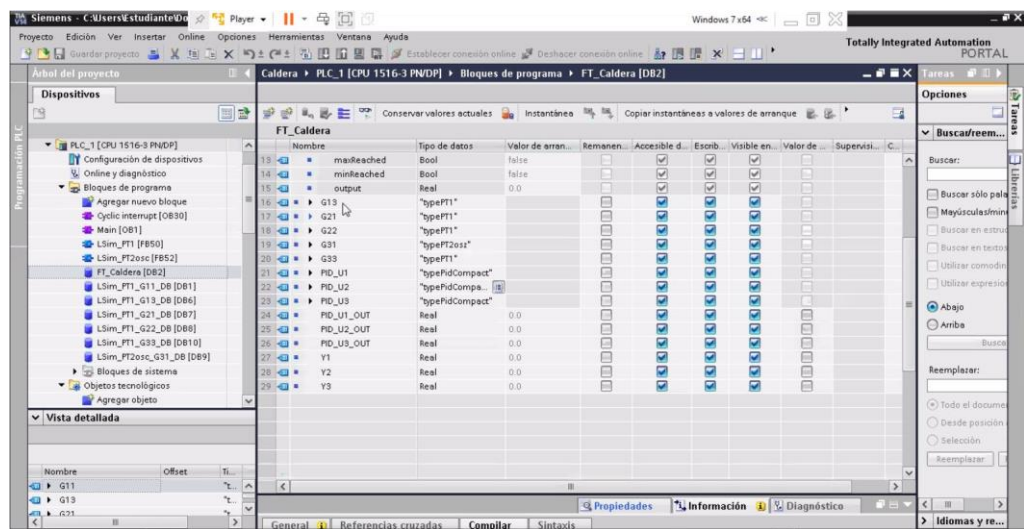 Siemens - C:\Users\Estudiante\Do
Player
Windows 7 x64
Proyecto Edición Ver Insertar Online Opciones Herramientas Ventana Ayuda
Totally Integrated Automation
PORTAL
Guardar proyecto
Establecer conexión online
Deshacer conexión online
Árbol del proyecto
Caldera ▸ PLC_1 [CPU 1516-3 PN/DP] ▸ Bloques de programa ▸ FT_Caldera [DB2]
Tareas
Dispositivos
Opciones
Programación PLC
Tareas
Librerías
Conservar valores actuales Instantánea Copiar instantáneas a valores de arranque
FT_Caldera
Nombre Tipo de datos Valor de arran... Remanen... Accesible d... Escrib... Visible en... Valor de ... Supervisi... C...
13 maxReached Bool false
14 minReached Bool false
15 output Real 0.0
16 G13 "typePT1"
17 G21 "typePT1"
18 G22 "typePT1"
19 G31 "typePT2osz"
20 G33 "typePT1"
21 PID_U1 "typePidCompact"
22 PID_U2 "typePidCompa...
23 PID_U3 "typePidCompact"
24 PID_U1_OUT Real 0.0
25 PID_U2_OUT Real 0.0
26 PID_U3_OUT Real 0.0
27 Y1 Real 0.0
28 Y2 Real 0.0
29 Y3 Real 0.0
PLC_1 [CPU 1516-3 PN/DP]
Configuración de dispositivos
Online y diagnóstico
Bloques de programa
Agregar nuevo bloque
Cyclic interrupt [OB30]
Main [OB1]
LSim_PT1 [FB50]
LSim_PT2osc [FB52]
FT_Caldera [DB2]
LSim_PT1_G11_DB [DB1]
LSim_PT1_G13_DB [DB6]
LSim_PT1_G21_DB [DB7]
LSim_PT1_G22_DB [DB8]
LSim_PT1_G33_DB [DB10]
LSim_PT2osc_G31_DB [DB9]
Bloques de sistema
Objetos tecnológicos
Agregar objeto
Vista detallada
Nombre Offset Ti...
G11 "t...
G13 "t...
G21 "t...
Buscar/reem...
Buscar:
Buscar sólo pala
Mayúsculas/minú
Buscar en estruc
Buscar en textos
Utilizar comodin
Utilizar expresio
Abajo
Arriba
Busca
Reemplazar:
Todo el docume
Desde posición
Selección
Reemplazar
Idiomas y re...
Propiedades Información Diagnóstico
General Referencias cruzadas Compilar Sintaxis